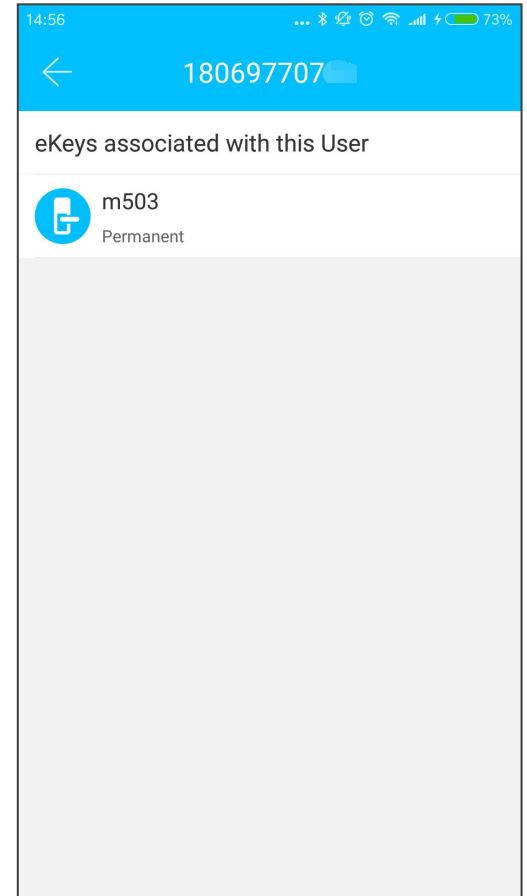 14:56
... 73%
180697707
eKeys associated with this User
m503
Permanent